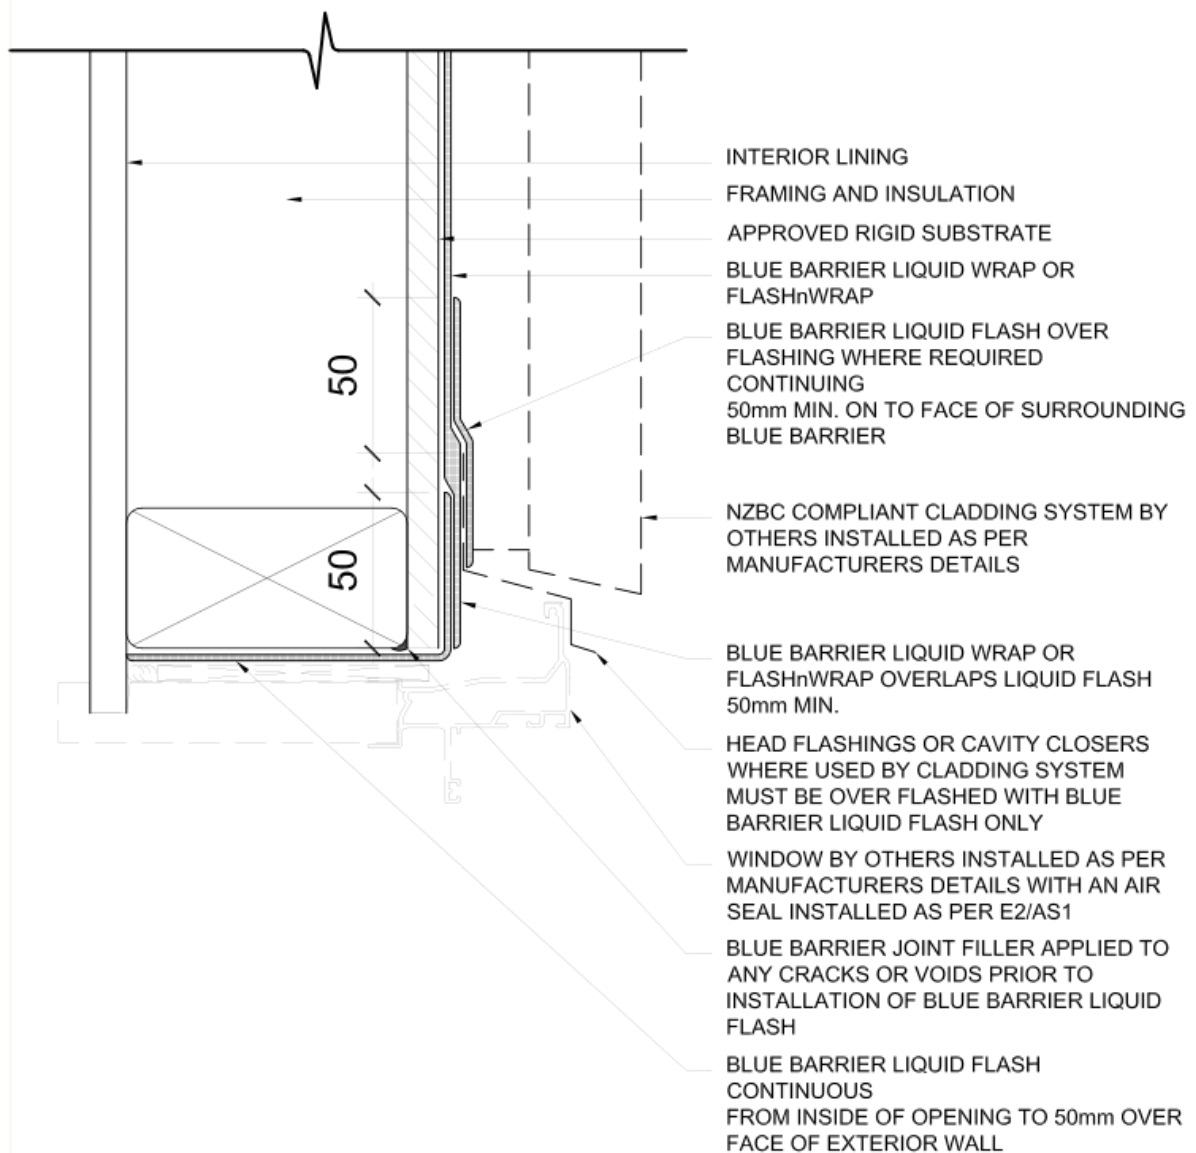 INTERIOR LINING
FRAMING AND INSULATION
APPROVED RIGID SUBSTRATE
BLUE BARRIER LIQUID WRAP OR
FLASHnWRAP
BLUE BARRIER LIQUID FLASH OVER
FLASHING WHERE REQUIRED
CONTINUING
50mm MIN. ON TO FACE OF SURROUNDING
BLUE BARRIER
50
NZBC COMPLIANT CLADDING SYSTEM BY
OTHERS INSTALLED AS PER
MANUFACTURERS DETAILS
50
BLUE BARRIER LIQUID WRAP OR
FLASHnWRAP OVERLAPS LIQUID FLASH
50mm MIN.
HEAD FLASHINGS OR CAVITY CLOSERS
WHERE USED BY CLADDING SYSTEM
MUST BE OVER FLASHED WITH BLUE
BARRIER LIQUID FLASH ONLY
WINDOW BY OTHERS INSTALLED AS PER
MANUFACTURERS DETAILS WITH AN AIR
SEAL INSTALLED AS PER E2/AS1
BLUE BARRIER JOINT FILLER APPLIED TO
ANY CRACKS OR VOIDS PRIOR TO
INSTALLATION OF BLUE BARRIER LIQUID
FLASH
BLUE BARRIER LIQUID FLASH
CONTINUOUS
FROM INSIDE OF OPENING TO 50mm OVER
FACE OF EXTERIOR WALL